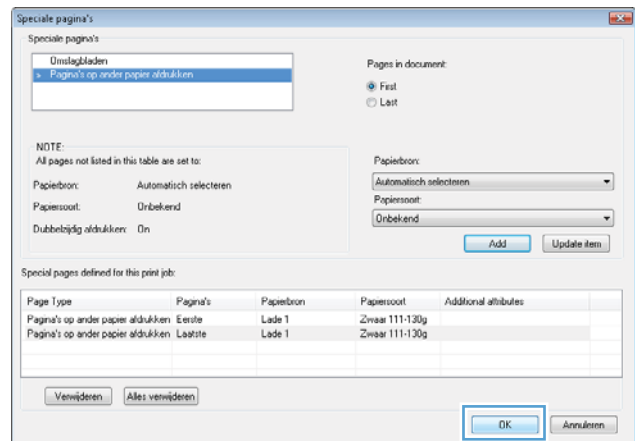 Speciale pagina's
Speciale pagina's
Omslagbladen
> Pagina's op ander papier afdrukken
Pages in document:
First
Last
NOTE:
All pages not listed in this table are set to:
Papierbron: Automatisch selecteren
Papiersoort: Onbekend
Dubbelzijdig afdrukken: On
Papierbron:
Automatisch selecteren
Papiersoort:
Onbekend
Add Update item
Special pages defined for this print job:
Page Type Pagina's Papierbron Papiersoort Additional attributes
Pagina's op ander papier afdrukken Eerste Lade 1 Zwaar 111-130g
Pagina's op ander papier afdrukken Laatste Lade 1 Zwaar 111-130g
Verwijderen Alles verwijderen
OK Annuleren